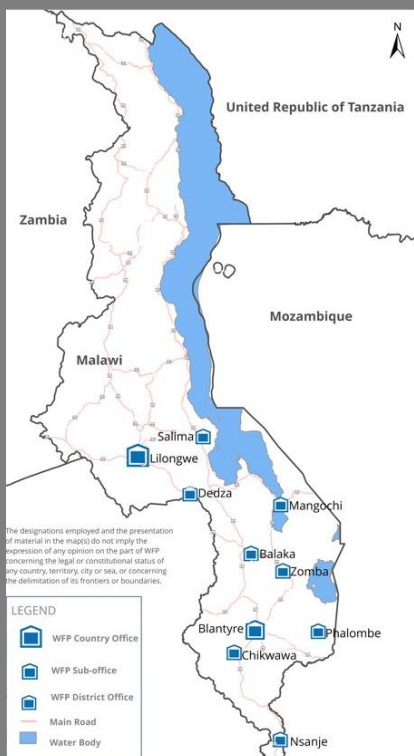 N
United Republic of Tanzania
Zambia
Mozambique
Malawi
Salima
Lilongwe
Dedza
Mangochi
The designations employed and the presentation
of material in the map(s) do not imply the
expression of any opinion on the part of WFP
concerning the legal or constitutional status of
any country, territory, city or sea, or concerning
the delimitation of its frontiers or boundaries.
Balaka
Zomba
Blantyre
Phalombe
Chikwawa
Nsanje
LEGEND
WFP Country Office
WFP Sub-office
WFP District Office
Main Road
Water Body